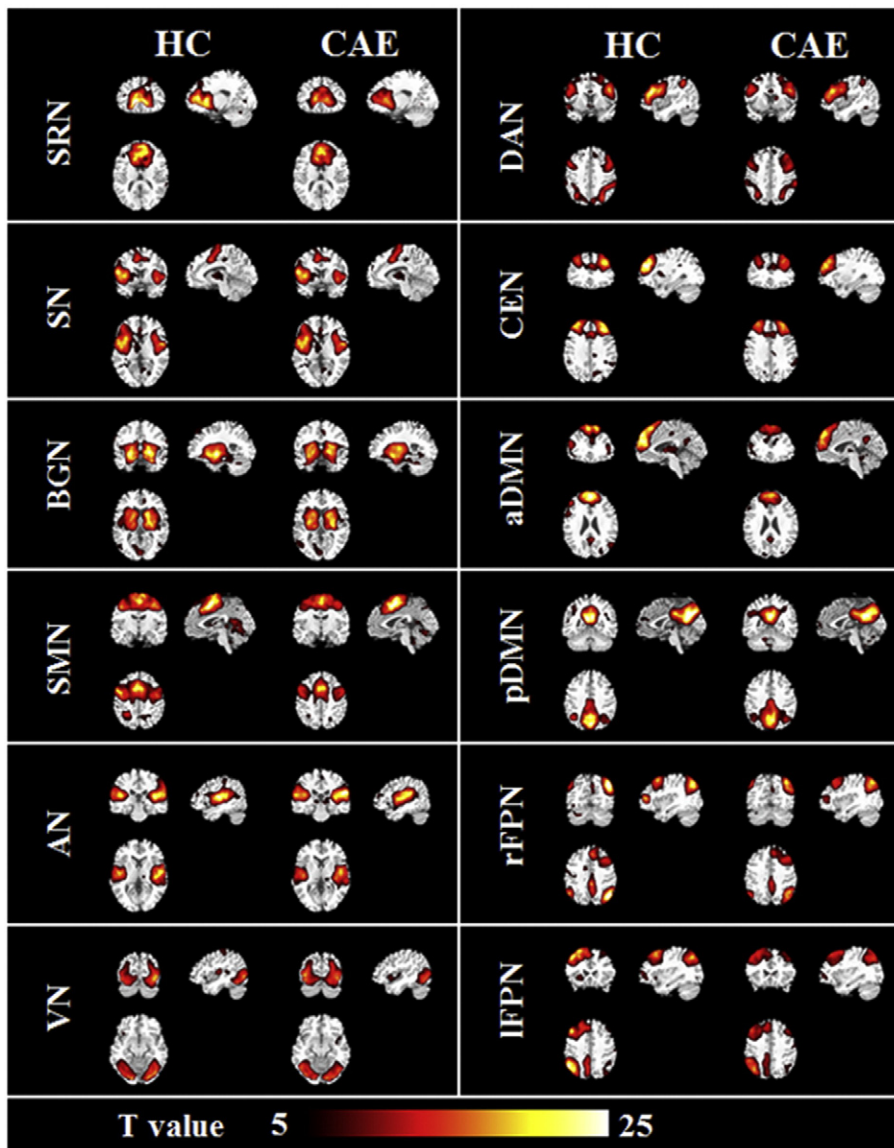 HC CAE
SRN
SN
BGN
SMN
AN
VN
HC CAE
DAN
CEN
aDMN
pDMN
rFPN
lFPN
T value 5 25